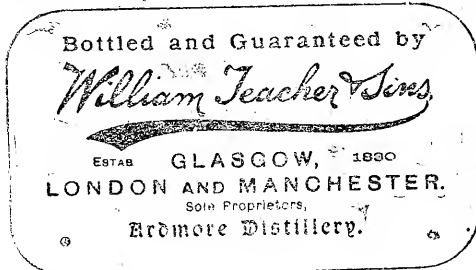 Bottled and Guaranteed by
William Teacher & Sons,
ESTAB GLASGOW, 1830
LONDON AND MANCHESTER.
Sole Proprietors,
Ardmore Distillery.